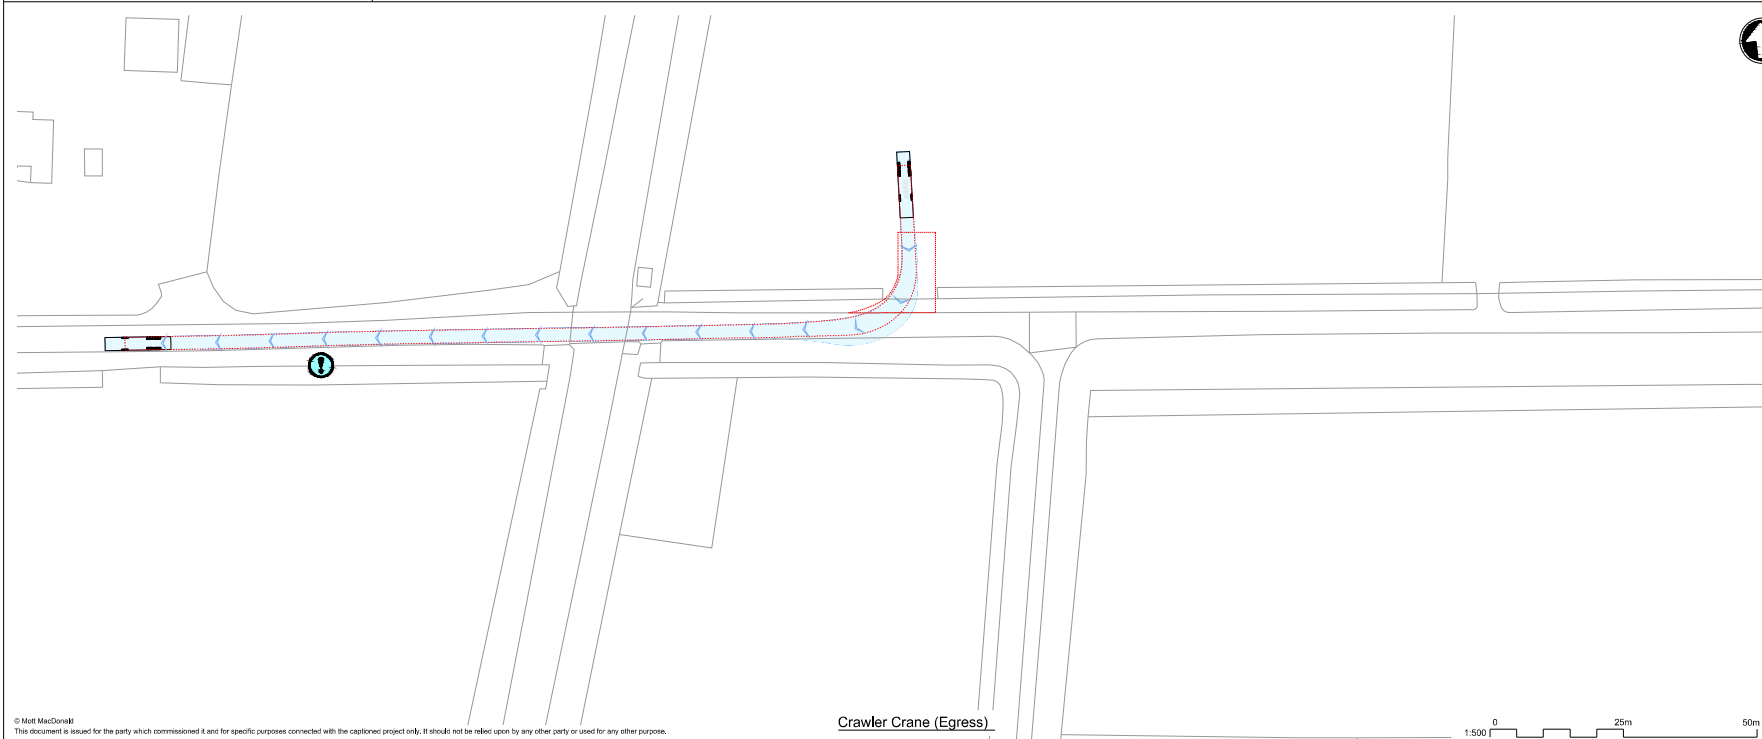 © Mott MacDonald
This document is issued for the party which commissioned it and for specific purposes connected with the captioned project only. It should not be relied upon by any other party or used for any other purpose.
Crawler Crane (Egress)
0 25m 50m
1:500